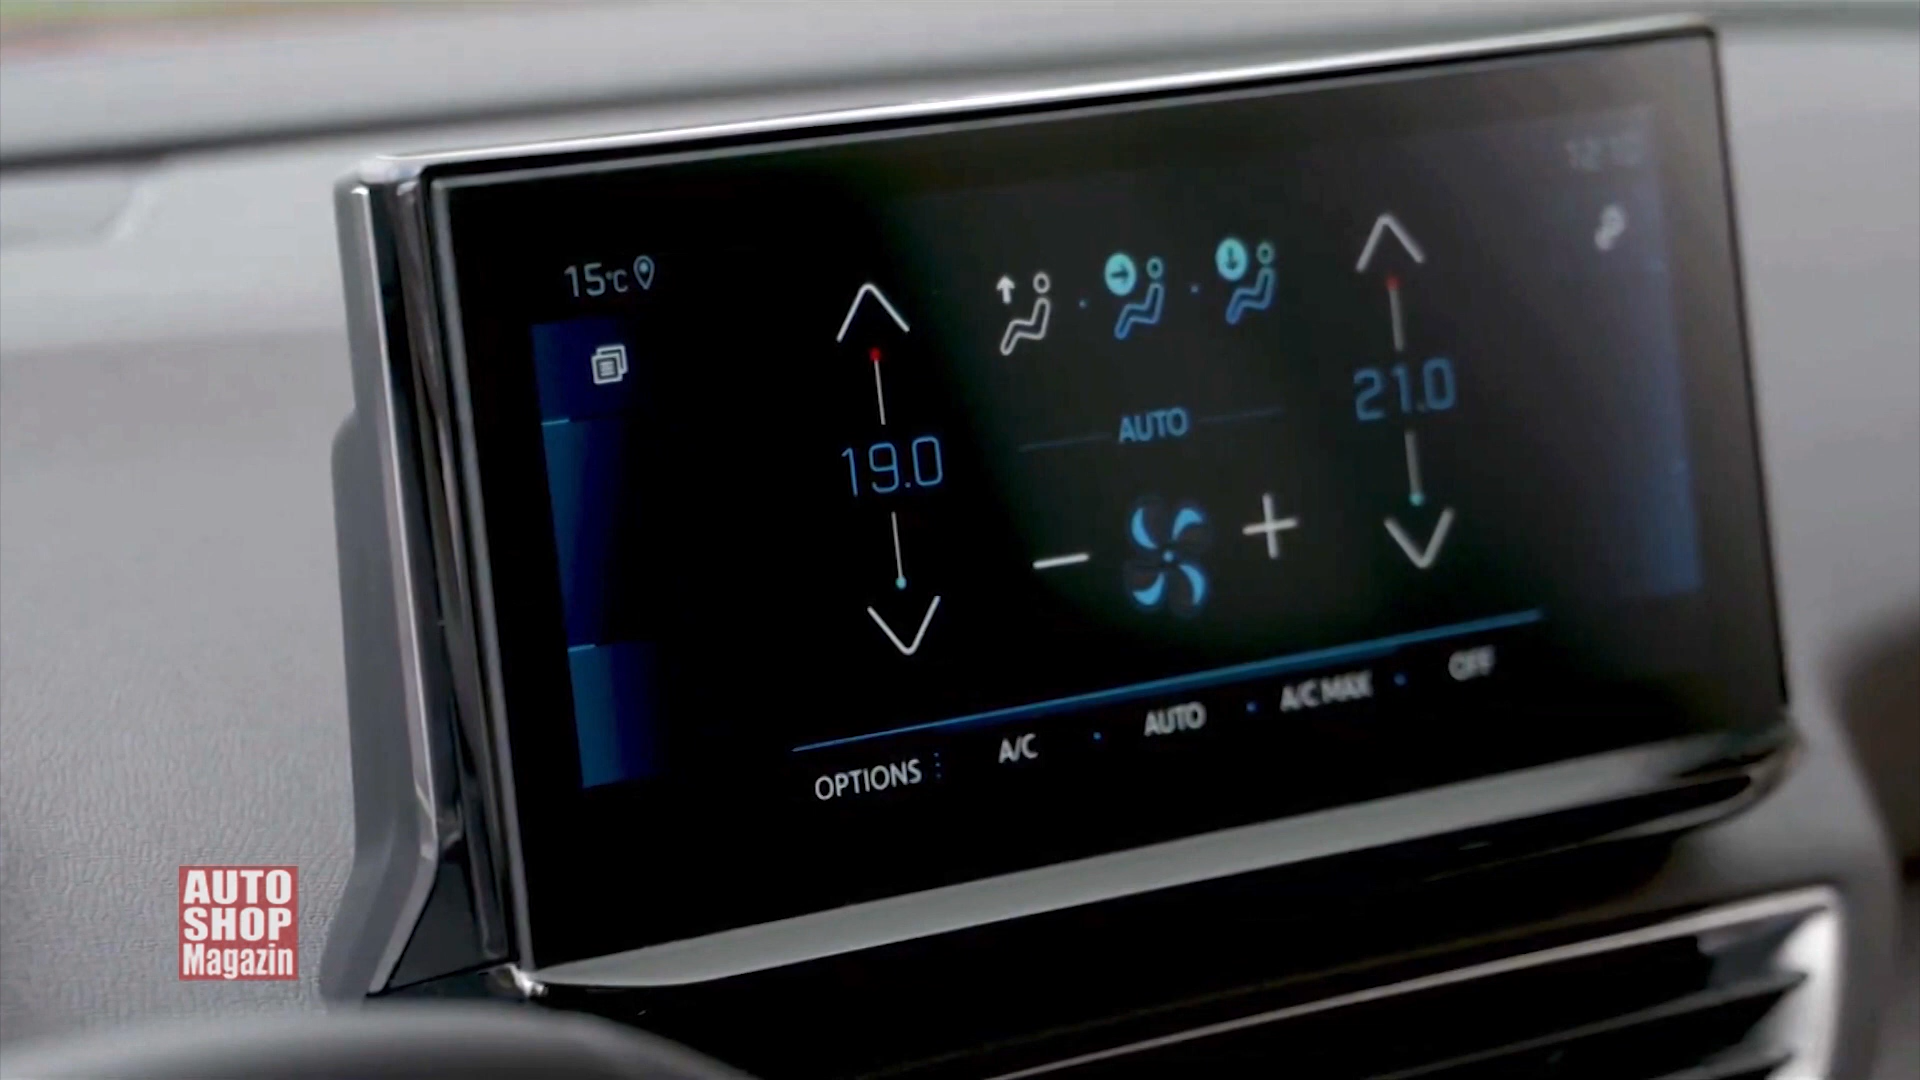 15°C
19.0
AUTO
21.0
OPTIONS
A/C
AUTO
A/C MAX
OFF
AUTO
SHOP
Magazin